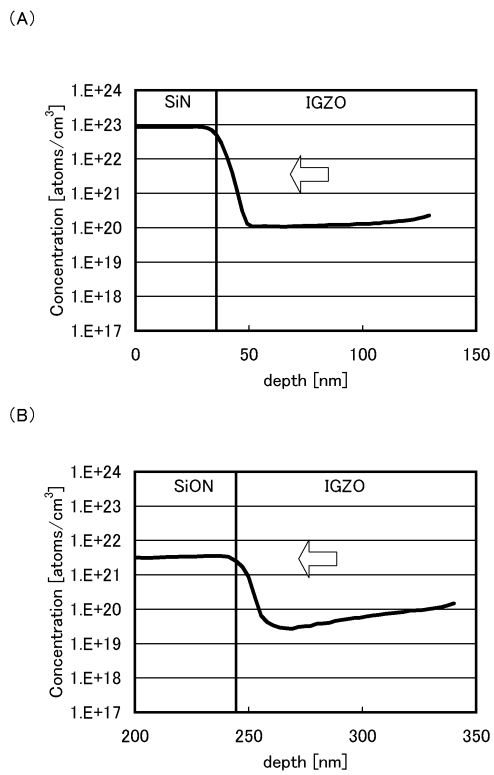 (A)
SiN IGZO
1.E+24
1.E+23
1.E+22
1.E+21
1.E+20
1.E+19
1.E+18
1.E+17
Concentration [atoms/cm³]
0 50 100 150
depth [nm]
(B)
SiON IGZO
1.E+24
1.E+23
1.E+22
1.E+21
1.E+20
1.E+19
1.E+18
1.E+17
Concentration [atoms/cm³]
200 250 300 350
depth [nm]